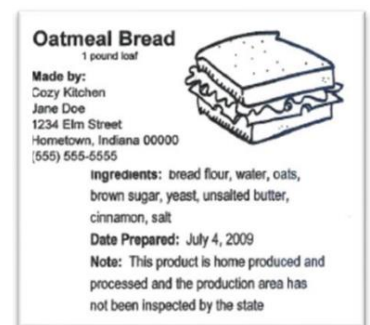 Oatmeal Bread
1 pound loaf
Made by:
Cozy Kitchen
Jane Doe
1234 Elm Street
Hometown, Indiana 00000
(555) 555-5555
Ingredients: bread flour, water, oats,
brown sugar, yeast, unsalted butter,
cinnamon, salt
Date Prepared: July 4, 2009
Note: This product is home produced and
processed and the production area has
not been inspected by the state